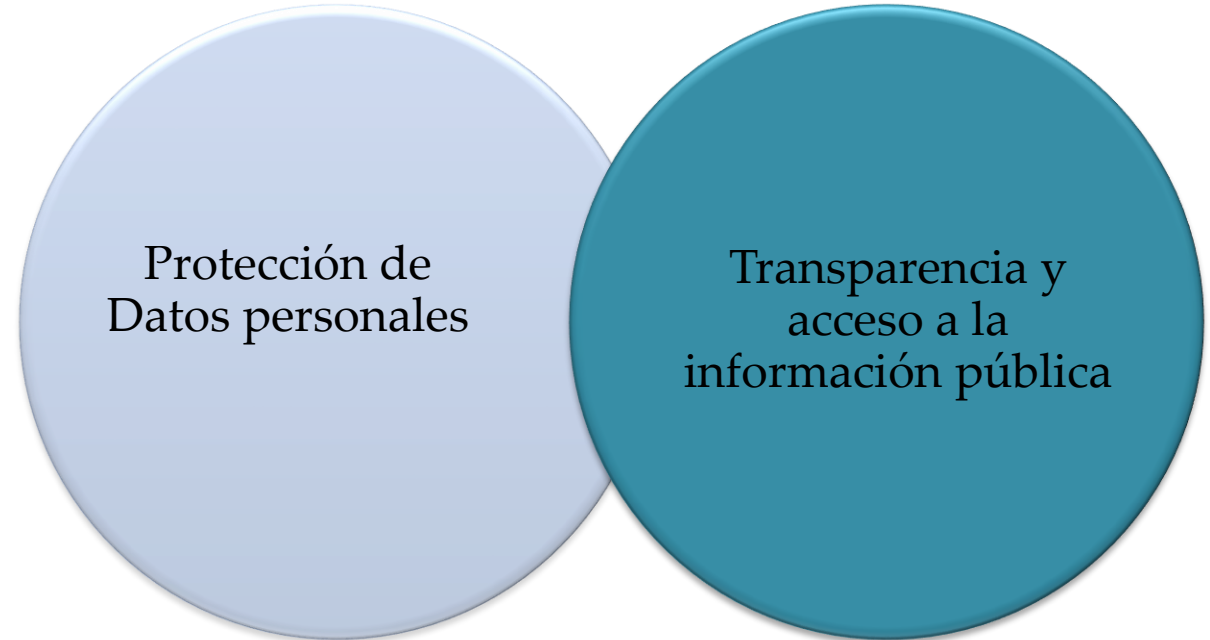 Protección de
Datos personales
Transparencia y
acceso a la
información pública